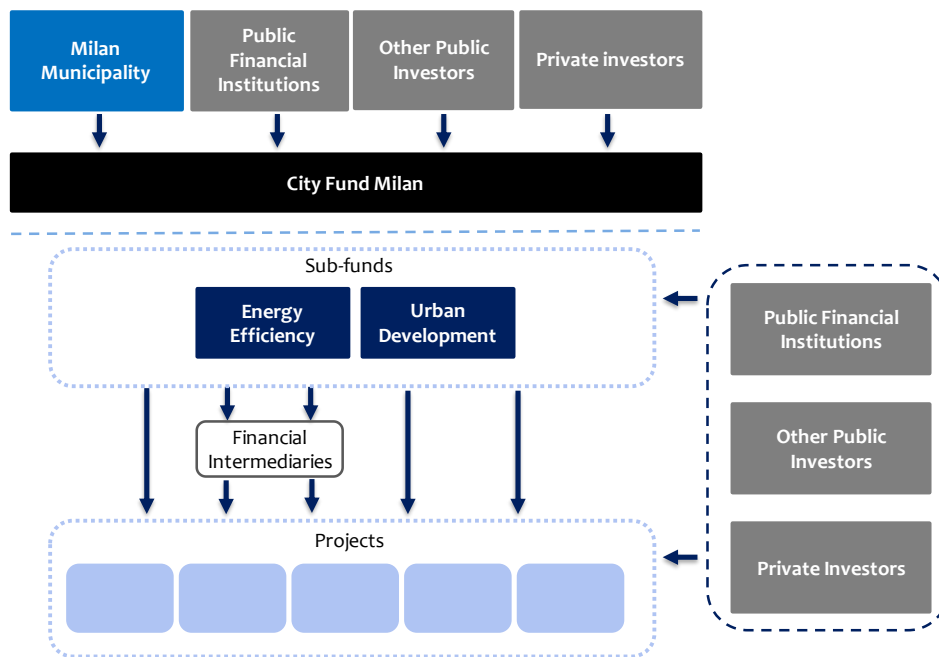 Milan
Municipality
Public
Financial
Institutions
Other Public
Investors
Private investors
City Fund Milan
Sub-funds
Energy
Efficiency
Urban
Development
Public Financial
Institutions
Financial
Intermediaries
Other Public
Investors
Projects
Private Investors